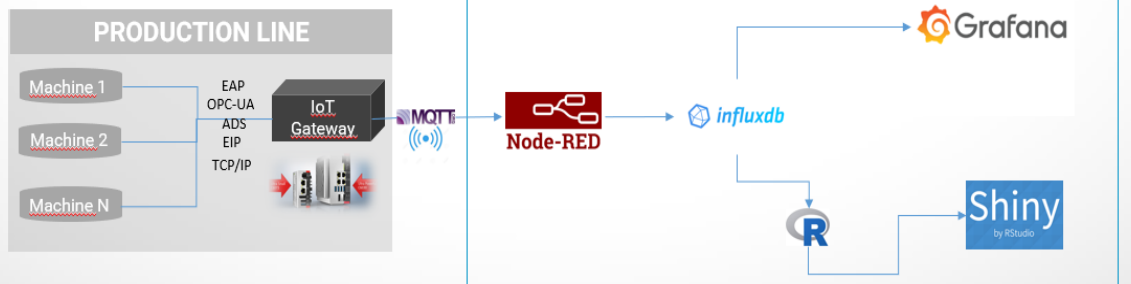 PRODUCTION LINE
Machine 1
Machine 2
Machine N
EAP
OPC-UA
ADS
EIP
TCP/IP
IoT
Gateway
MQTT
Node-RED
influxdb
Grafana
R
Shiny
by RStudio